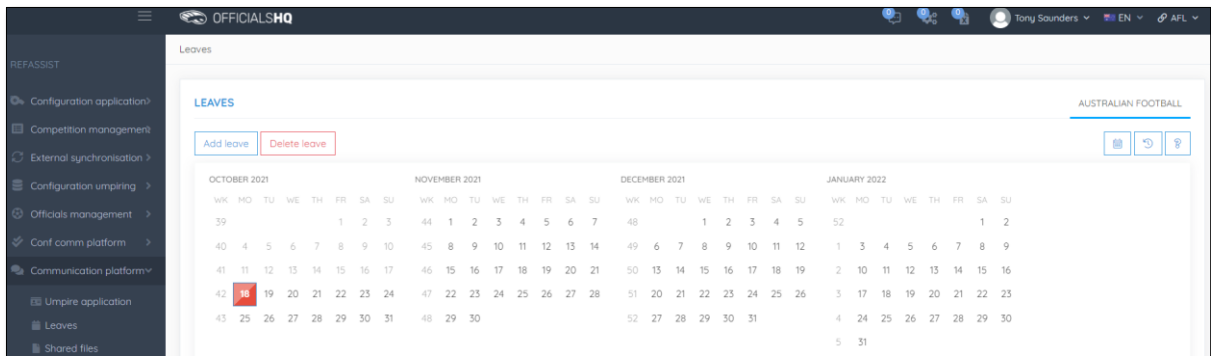 OFFICIALSHQ
0 0 0 Tony Saunders EN AFL
REFASSIST
Configuration application
Competition management
External synchronisation
Configuration umpiring
Officials management
Conf comm platform
Communication platform
Umpire application
Leaves
Shared files
Leaves
LEAVES AUSTRALIAN FOOTBALL
Add leave Delete leave
OCTOBER 2021
WK MO TU WE TH FR SA SU
39 1 2 3
40 4 5 6 7 8 9 10
41 11 12 13 14 15 16 17
42 18 19 20 21 22 23 24
43 25 26 27 28 29 30 31
NOVEMBER 2021
WK MO TU WE TH FR SA SU
44 1 2 3 4 5 6 7
45 8 9 10 11 12 13 14
46 15 16 17 18 19 20 21
47 22 23 24 25 26 27 28
48 29 30
DECEMBER 2021
WK MO TU WE TH FR SA SU
48 1 2 3 4 5
49 6 7 8 9 10 11 12
50 13 14 15 16 17 18 19
51 20 21 22 23 24 25 26
52 27 28 29 30 31
JANUARY 2022
WK MO TU WE TH FR SA SU
52 1 2
1 3 4 5 6 7 8 9
2 10 11 12 13 14 15 16
3 17 18 19 20 21 22 23
4 24 25 26 27 28 29 30
5 31